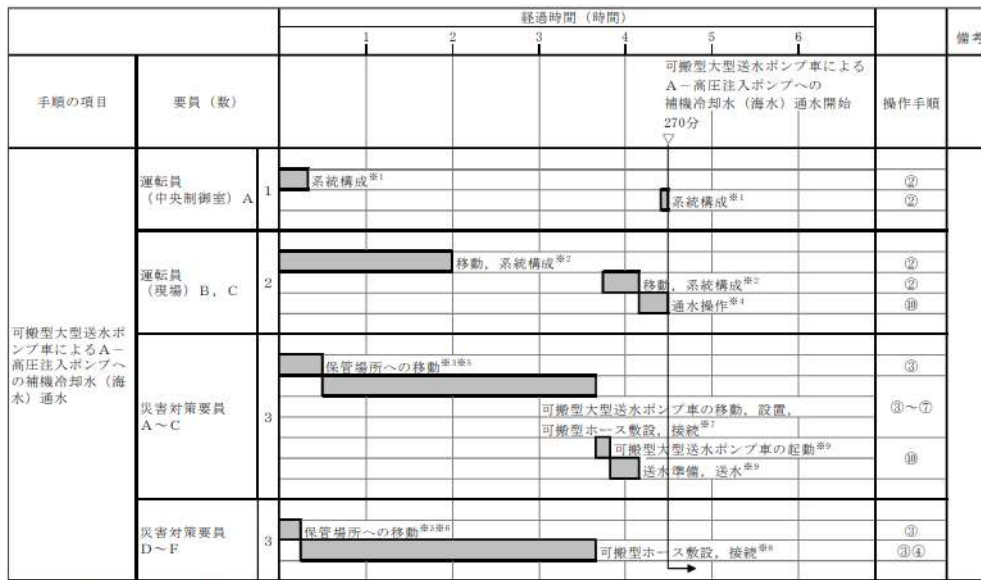 経過時間（時間）
1 2 3 4 5 6
備考
手順の項目
要員（数）
可搬型大型送水ポンプ車による
A－高圧注入ポンプへの
補機冷却水（海水）通水開始
270分
▽
操作手順
可搬型大型送水ポ
ンプ車によるA－
高圧注入ポンプへ
の補機冷却水（海
水）通水
運転員
（中央制御室）A
1
系統構成※1
②
系統構成※1
②
運転員
（現場）B，C
2
移動，系統構成※2
②
移動，系統構成※2
②
通水操作※4
⑩
災害対策要員
A～C
3
保管場所への移動※3※5
③
可搬型大型送水ポンプ車の移動，設置，
可搬型ホース敷設，接続※7
③～⑦
可搬型大型送水ポンプ車の起動※9
送水準備，送水※9
⑩
災害対策要員
D～F
3
保管場所への移動※3※6
③
可搬型ホース敷設，接続※8
③④